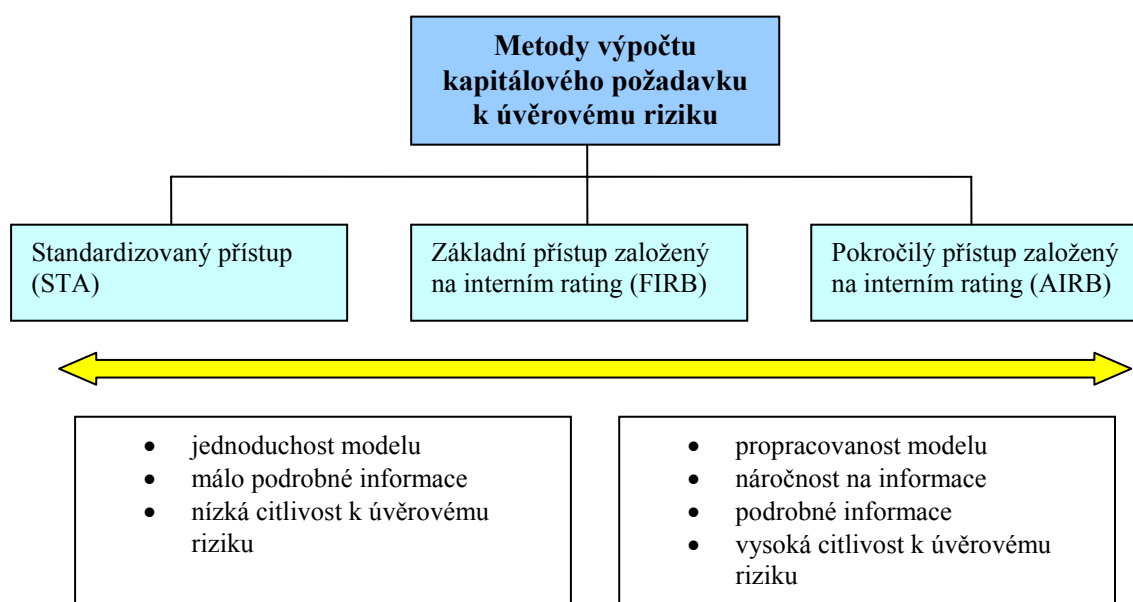 Metody výpočtu
kapitálového požadavku
k úvěrovému riziku
Standardizovaný přístup
(STA)
Základní přístup založený
na interním rating (FIRB)
Pokročilý přístup založený
na interním rating (AIRB)
• jednoduchost modelu
• málo podrobné informace
• nízká citlivost k úvěrovému
riziku
• propracovanost modelu
• náročnost na informace
• podrobné informace
• vysoká citlivost k úvěrovému
riziku